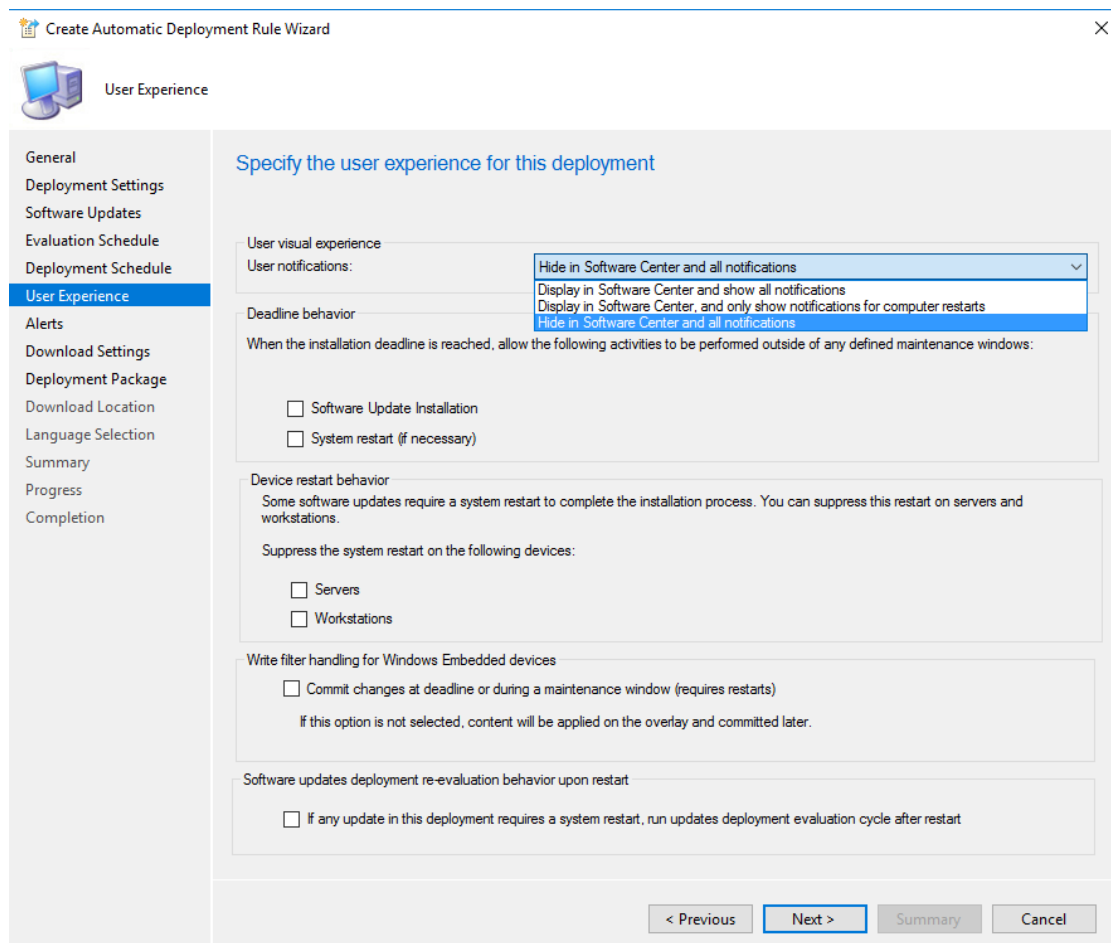 Create Automatic Deployment Rule Wizard
User Experience
General
Deployment Settings
Software Updates
Evaluation Schedule
Deployment Schedule
User Experience
Alerts
Download Settings
Deployment Package
Download Location
Language Selection
Summary
Progress
Completion
Specify the user experience for this deployment
User visual experience
User notifications:
Hide in Software Center and all notifications
Display in Software Center and show all notifications
Display in Software Center, and only show notifications for computer restarts
Hide in Software Center and all notifications
Deadline behavior
When the installation deadline is reached, allow the following activities to be performed outside of any defined maintenance windows:
Software Update Installation
System restart (if necessary)
Device restart behavior
Some software updates require a system restart to complete the installation process. You can suppress this restart on servers and
workstations.
Suppress the system restart on the following devices:
Servers
Workstations
Write filter handling for Windows Embedded devices
Commit changes at deadline or during a maintenance window (requires restarts)
If this option is not selected, content will be applied on the overlay and committed later.
Software updates deployment re-evaluation behavior upon restart
If any update in this deployment requires a system restart, run updates deployment evaluation cycle after restart
< Previous
Next >
Summary
Cancel